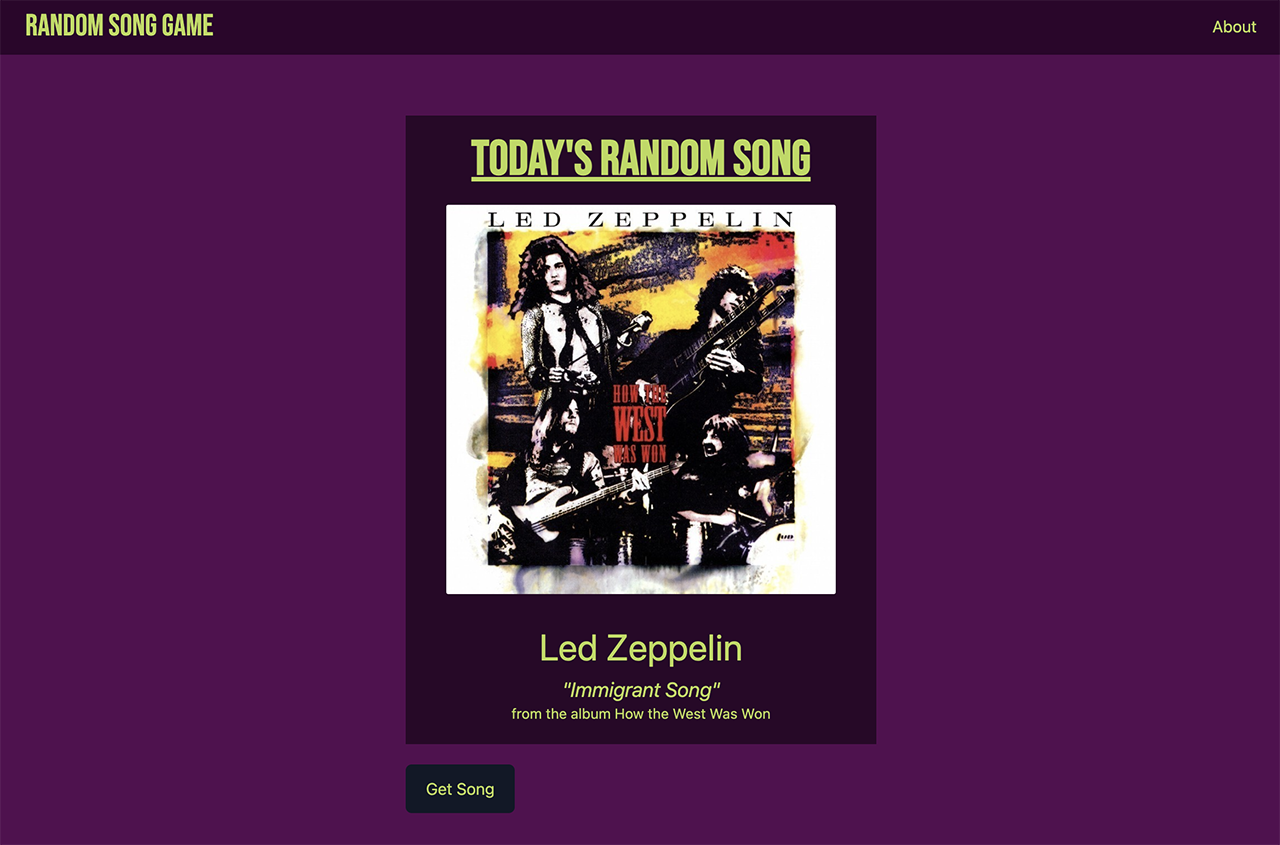 RANDOM SONG GAME
About
TODAY'S RANDOM SONG
LED ZEPPELIN
HOW THE
WEST
WAS WON
Led Zeppelin
"Immigrant Song"
from the album How the West Was Won
Get Song